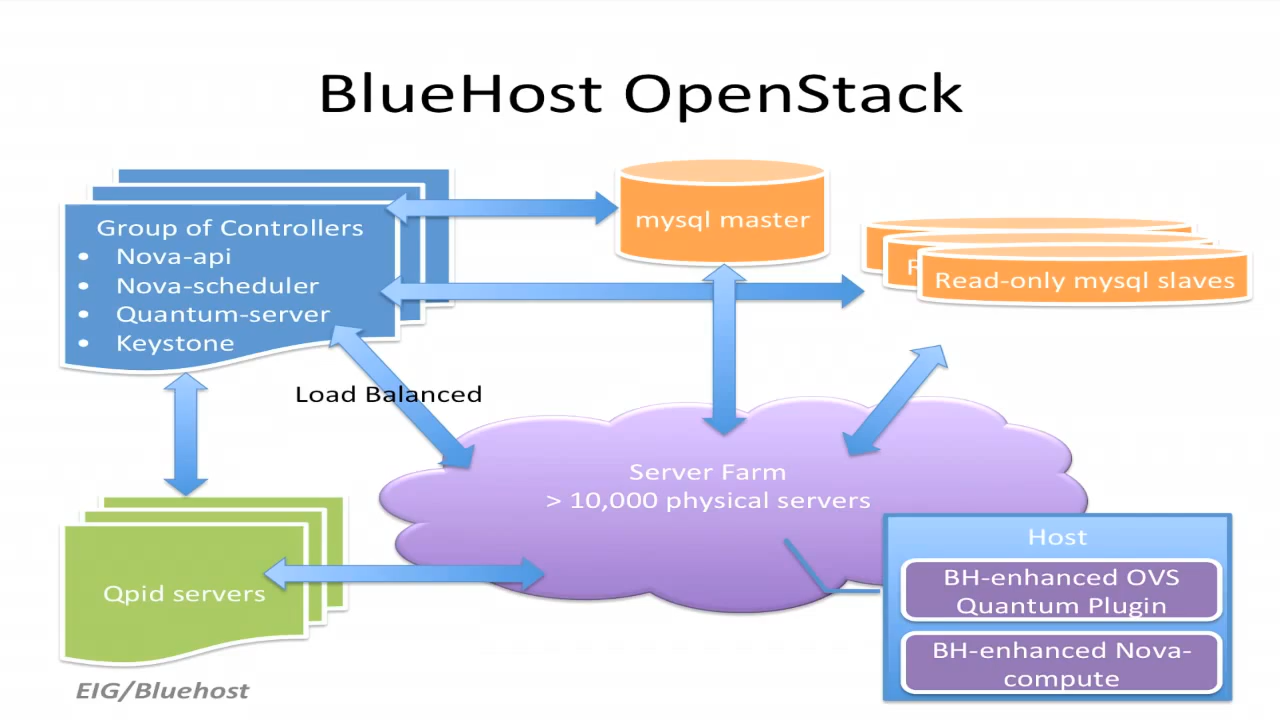 BlueHost OpenStack
Group of Controllers
• Nova-api
• Nova-scheduler
• Quantum-server
• Keystone
mysql master
R
Read-only mysql slaves
Load Balanced
Server Farm
> 10,000 physical servers
Qpid servers
Host
BH-enhanced OVS
Quantum Plugin
BH-enhanced Nova-
compute
EIG/Bluehost